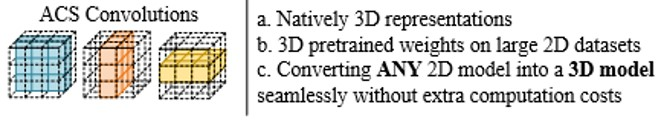 ACS Convolutions
a. Natively 3D representations
b. 3D pretrained weights on large 2D datasets
c. Converting ANY 2D model into a 3D model
seamlessly without extra computation costs